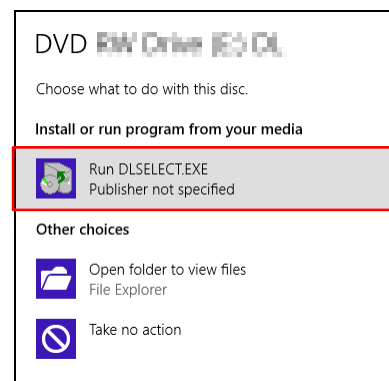 DVD
Choose what to do with this disc.
Install or run program from your media
Run DLSELECT.EXE
Publisher not specified
Other choices
Open folder to view files
File Explorer
Take no action